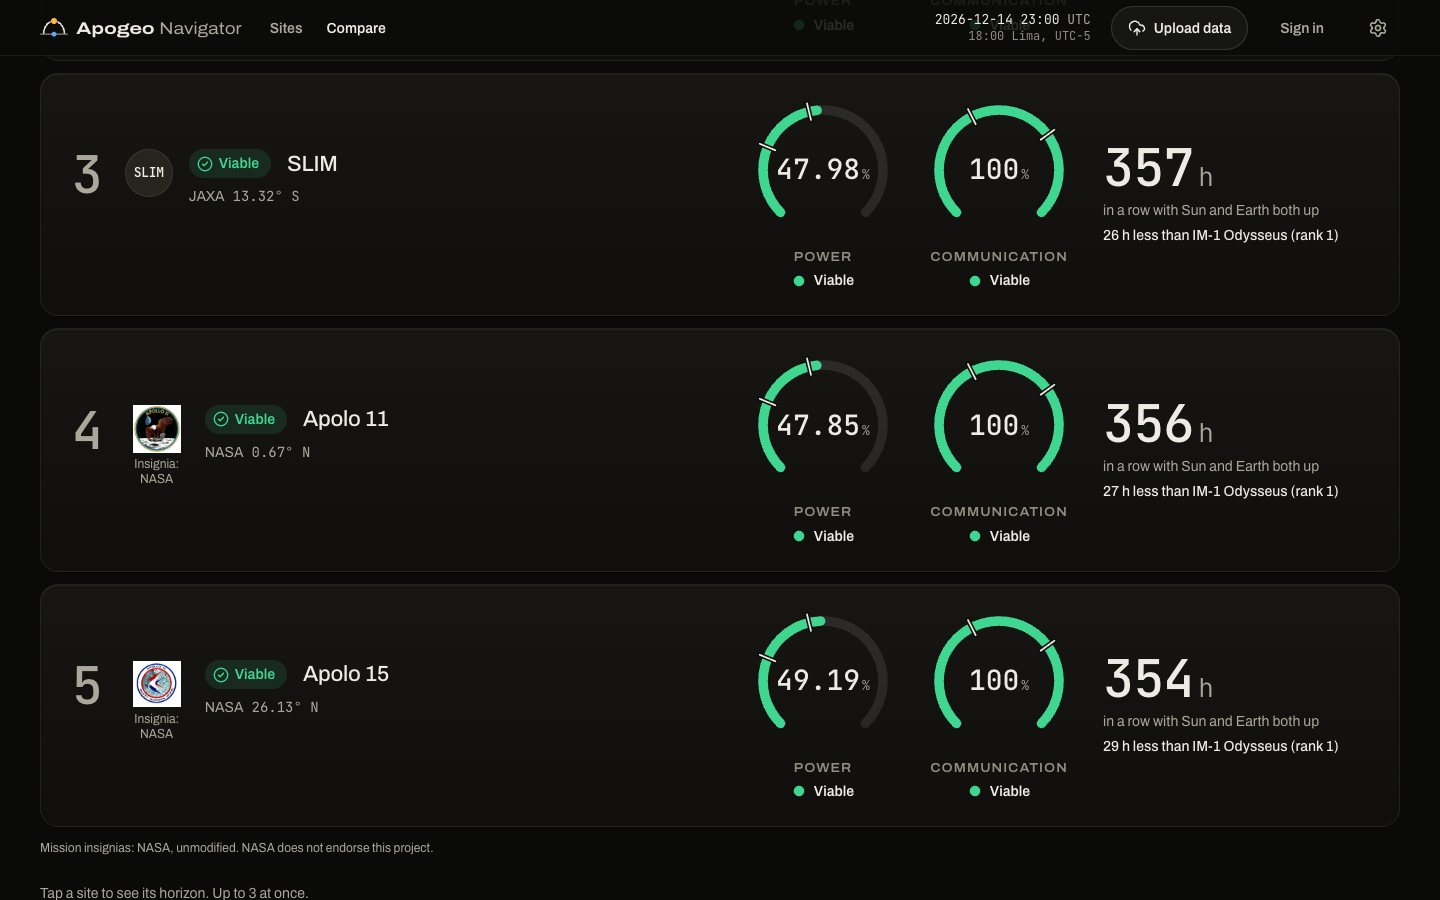 Apogeo Navigator
Sites
Compare
2026-12-14 23:00 UTC
18:00 Lima, UTC-5
Upload data
Sign in
POWER
Viable
3
SLIM
Viable
SLIM
JAXA 13.32° S
47.98%
POWER
Viable
100%
COMMUNICATION
Viable
357 h
in a row with Sun and Earth both up
26 h less than IM-1 Odysseus (rank 1)
4
Insignia:
NASA
Viable
Apolo 11
NASA 0.67° N
47.85%
POWER
Viable
100%
COMMUNICATION
Viable
356 h
in a row with Sun and Earth both up
27 h less than IM-1 Odysseus (rank 1)
5
Insignia:
NASA
Viable
Apolo 15
NASA 26.13° N
49.19%
POWER
Viable
100%
COMMUNICATION
Viable
354 h
in a row with Sun and Earth both up
29 h less than IM-1 Odysseus (rank 1)
Mission insignias: NASA, unmodified. NASA does not endorse this project.
Tap a site to see its horizon. Up to 3 at once.